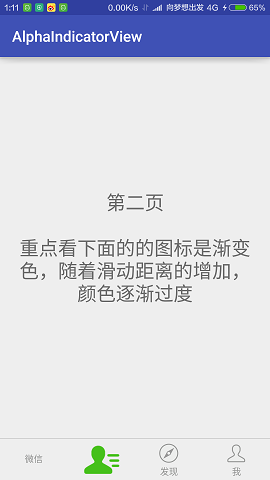 1:11 0.00K/s 向梦想出发 4G 65%
AlphaIndicatorView
第二页
重点看下面的的图标是渐变
色，随着滑动距离的增加，
颜色逐渐过度
微信 发现 我